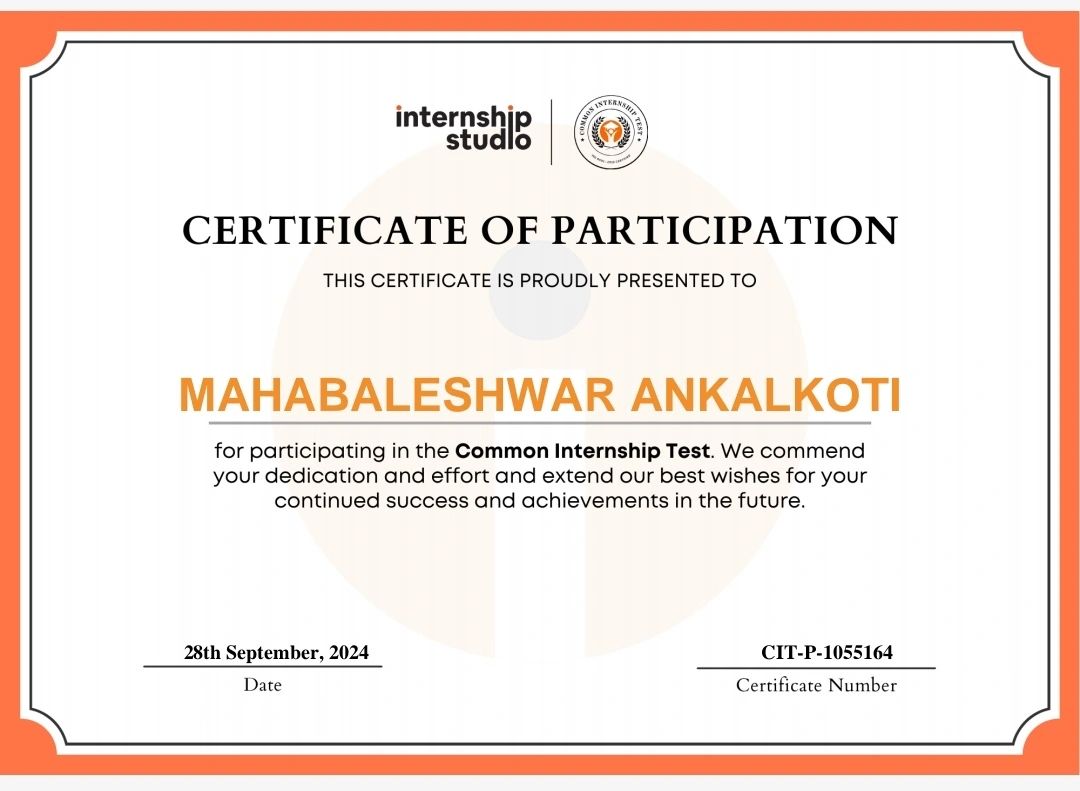 internship
studio
COMMON INTERNSHIP TEST
CERTIFICATE OF PARTICIPATION
THIS CERTIFICATE IS PROUDLY PRESENTED TO
MAHABALESHWAR ANKALKOTI
for participating in the Common Internship Test. We commend
your dedication and effort and extend our best wishes for your
continued success and achievements in the future.
28th September, 2024
Date
CIT-P-1055164
Certificate Number